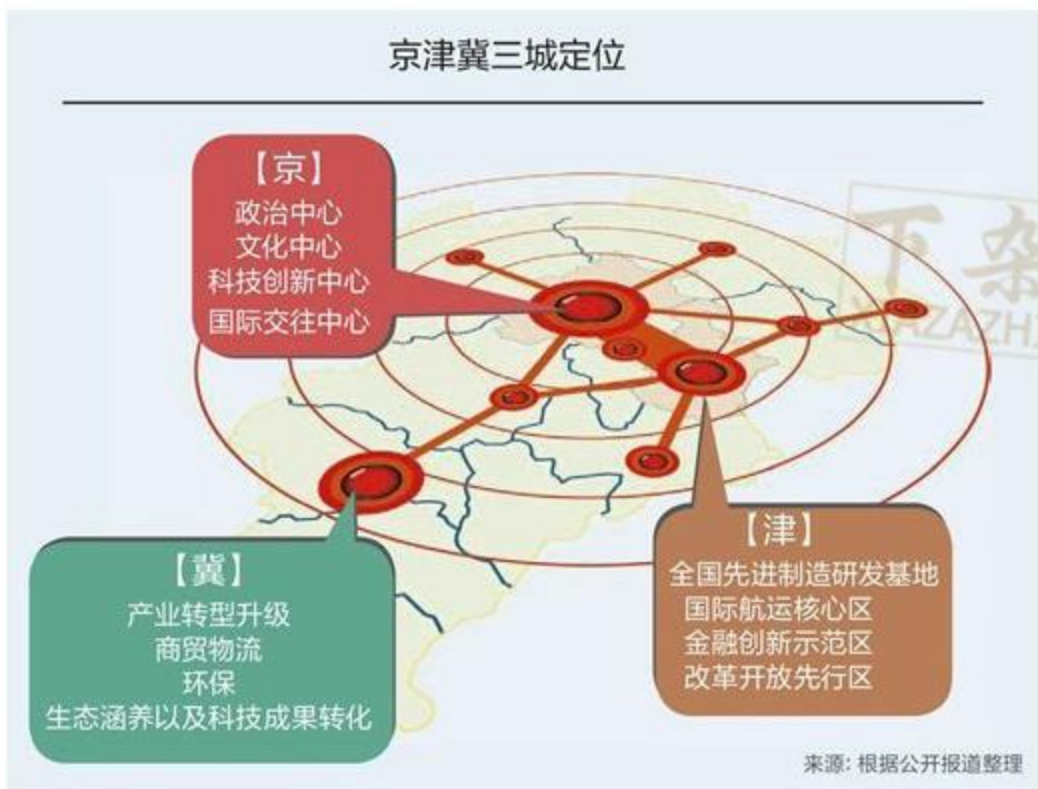 京津冀三城定位
【京】
政治中心
文化中心
科技创新中心
国际交往中心
【津】
全国先进制造研发基地
国际航运核心区
金融创新示范区
改革开放先行区
【冀】
产业转型升级
商贸物流
环保
生态涵养以及科技成果转化
来源: 根据公开报道整理
下杂